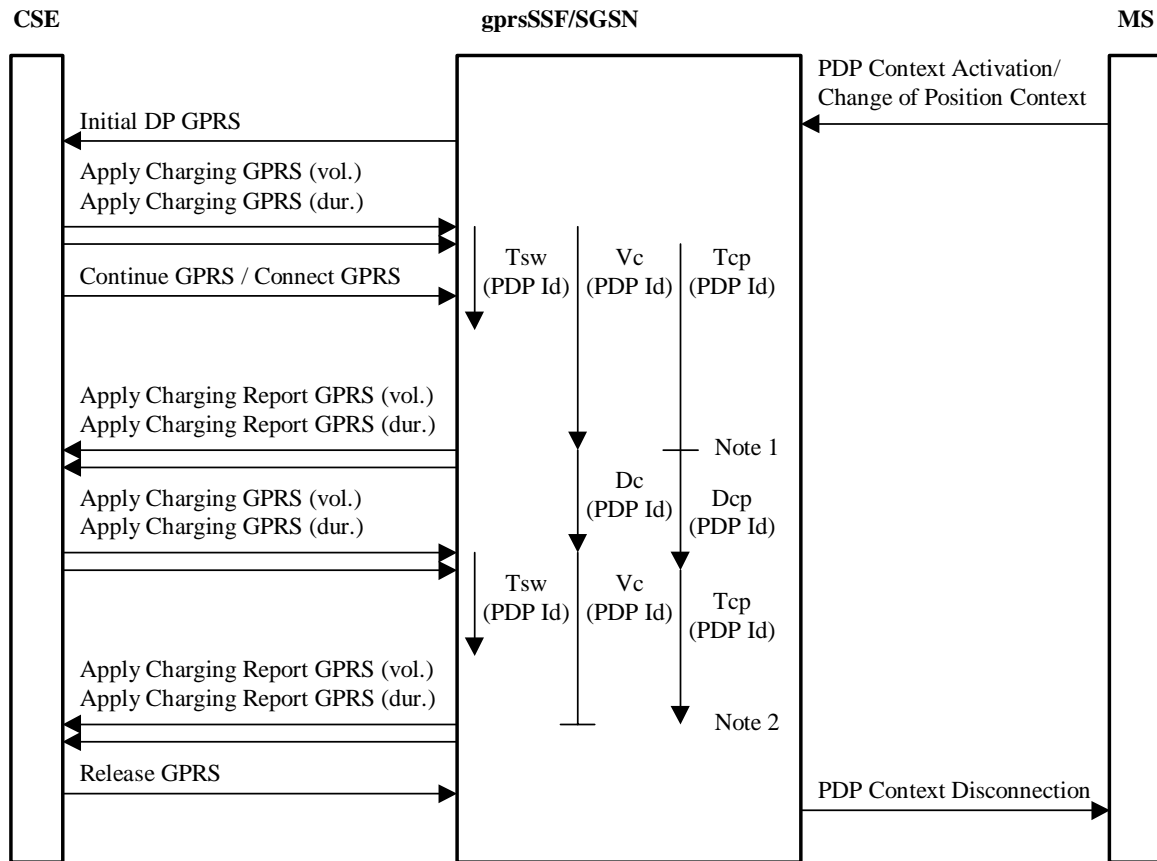 CSE
gprsSSF/SGSN
MS
PDP Context Activation/
Change of Position Context
Initial DP GPRS
Apply Charging GPRS (vol.)
Apply Charging GPRS (dur.)
Tsw
(PDP Id)
Vc
(PDP Id)
Tcp
(PDP Id)
Continue GPRS / Connect GPRS
Apply Charging Report GPRS (vol.)
Apply Charging Report GPRS (dur.)
Note 1
Dc
(PDP Id)
Dcp
(PDP Id)
Apply Charging GPRS (vol.)
Apply Charging GPRS (dur.)
Tsw
(PDP Id)
Vc
(PDP Id)
Tcp
(PDP Id)
Apply Charging Report GPRS (vol.)
Apply Charging Report GPRS (dur.)
Note 2
Release GPRS
PDP Context Disconnection